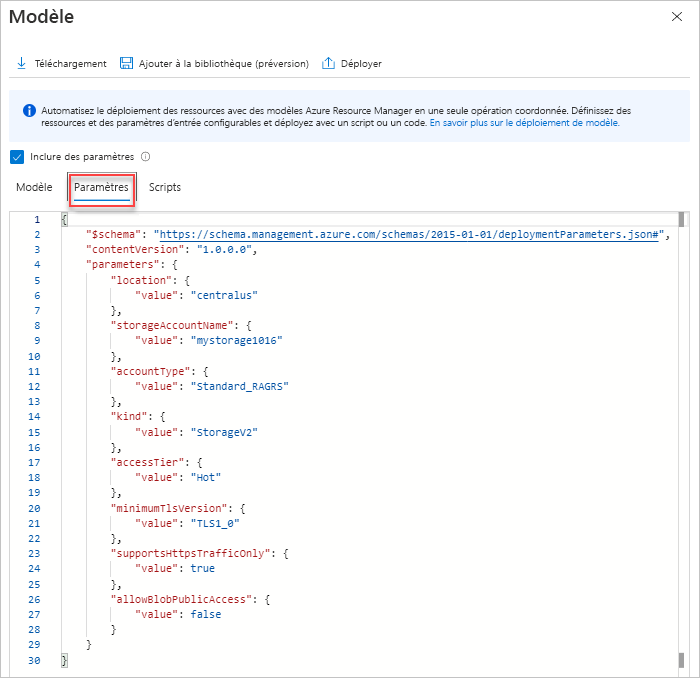 Modèle
Téléchargement Ajouter à la bibliothèque (préversion) Déployer
Automatisez le déploiement des ressources avec des modèles Azure Resource Manager en une seule opération coordonnée. Définissez des
ressources et des paramètres d'entrée configurables et déployez avec un script ou un code. En savoir plus sur le déploiement de modèle.
Inclure des paramètres
Modèle Paramètres Scripts
1 {
2 "$schema": "https://schema.management.azure.com/schemas/2015-01-01/deploymentParameters.json#",
3 "contentVersion": "1.0.0.0",
4 "parameters": {
5 "location": {
6 "value": "centralus"
7 },
8 "storageAccountName": {
9 "value": "mystorage1016"
10 },
11 "accountType": {
12 "value": "Standard_RAGRS"
13 },
14 "kind": {
15 "value": "StorageV2"
16 },
17 "accessTier": {
18 "value": "Hot"
19 },
20 "minimumTlsVersion": {
21 "value": "TLS1_0"
22 },
23 "supportsHttpsTrafficOnly": {
24 "value": true
25 },
26 "allowBlobPublicAccess": {
27 "value": false
28 }
29 }
30 }